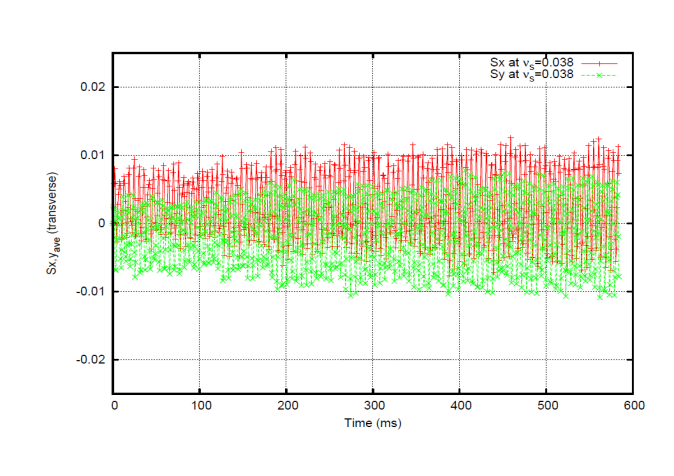 Sx at νs=0.038
Sy at νs=0.038
0.02
0.01
0
-0.01
-0.02
Sx,yave (transverse)
0 100 200 300 400 500 600
Time (ms)